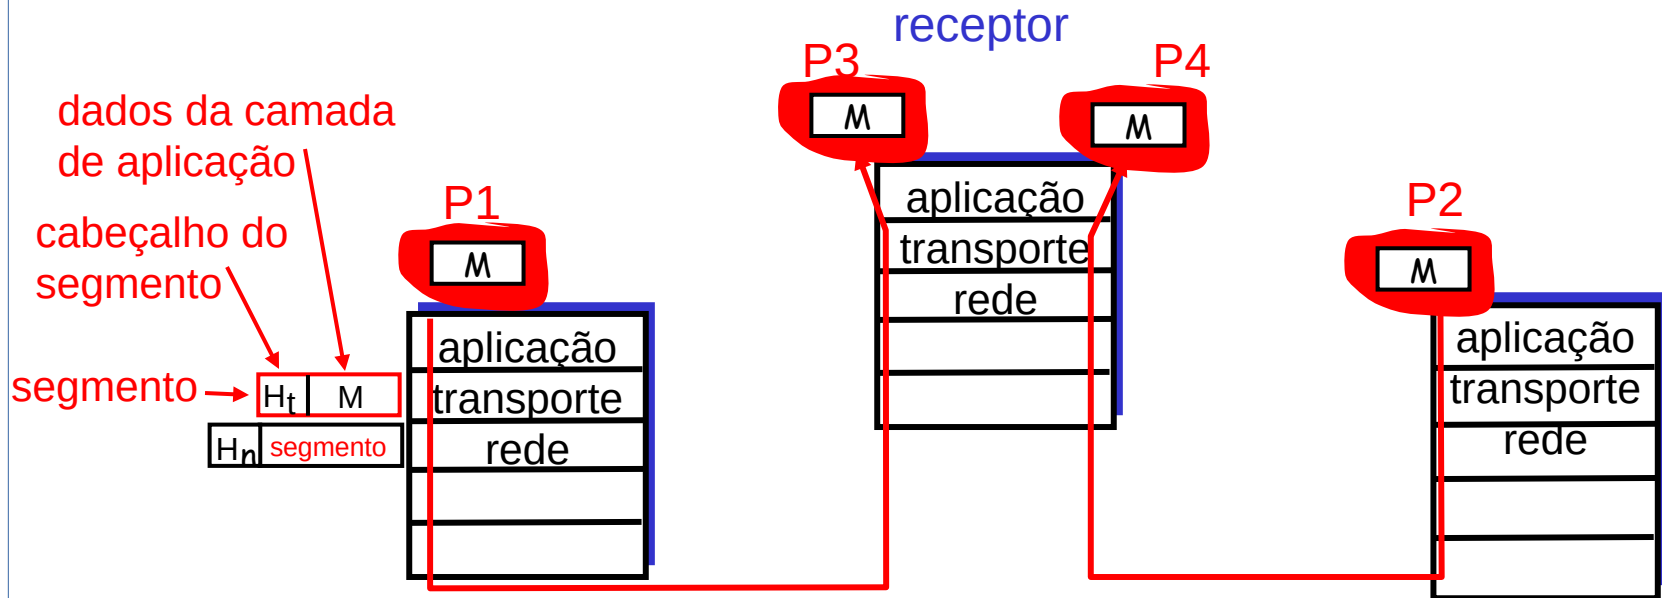 receptor
P3
P4
M
M
dados da camada
de aplicação
P1
M
cabeçalho do
segmento
aplicação
transporte
rede
P2
M
segmento
Ht M
Hn segmento
aplicação
transporte
rede
aplicação
transporte
rede